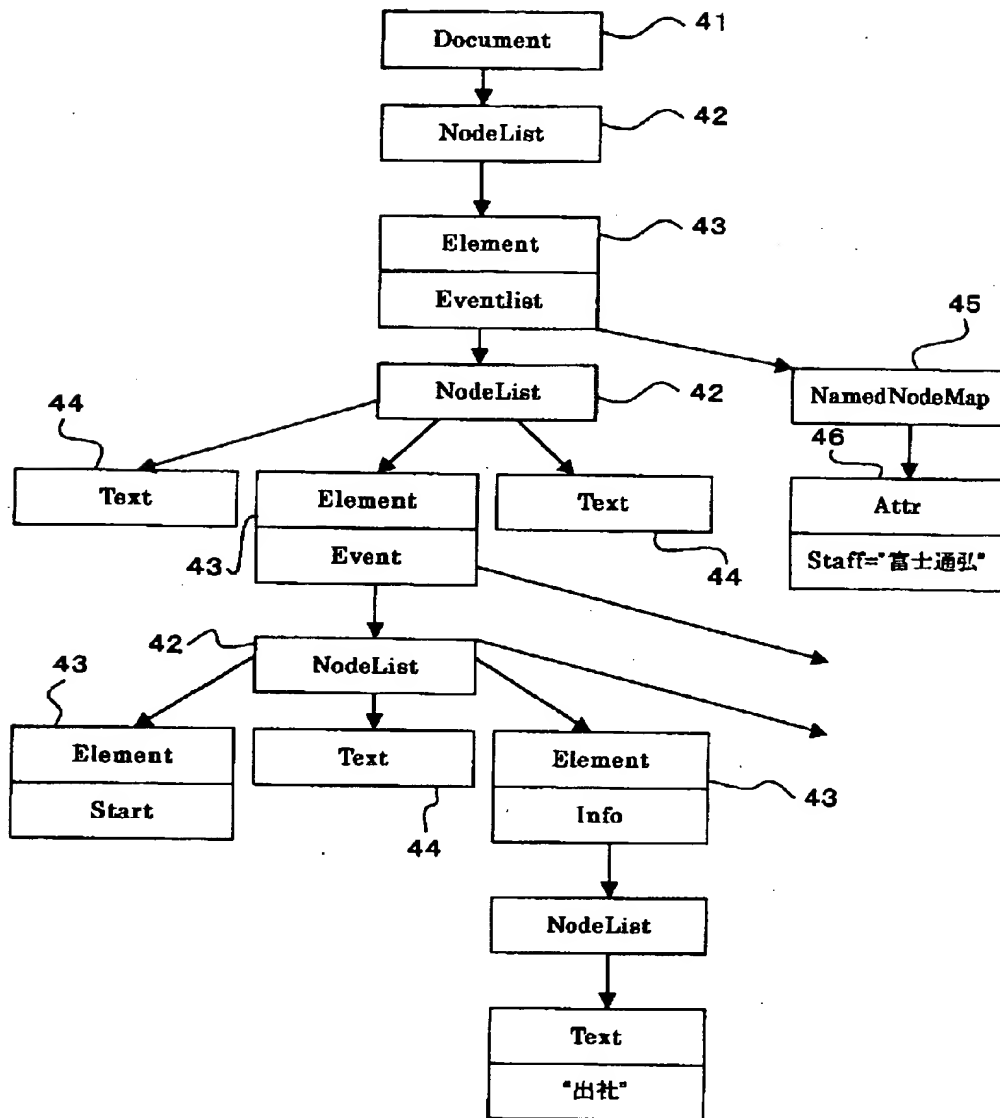 Document
41
NodeList
42
Element
43
Eventlist
45
NodeList
42
NamedNodeMap
44
46
Text
Element
Text
Attr
43
Event
44
Staff="富士通弘"
42
NodeList
43
Element
Text
Element
Start
44
Info
43
NodeList
Text
"出社"